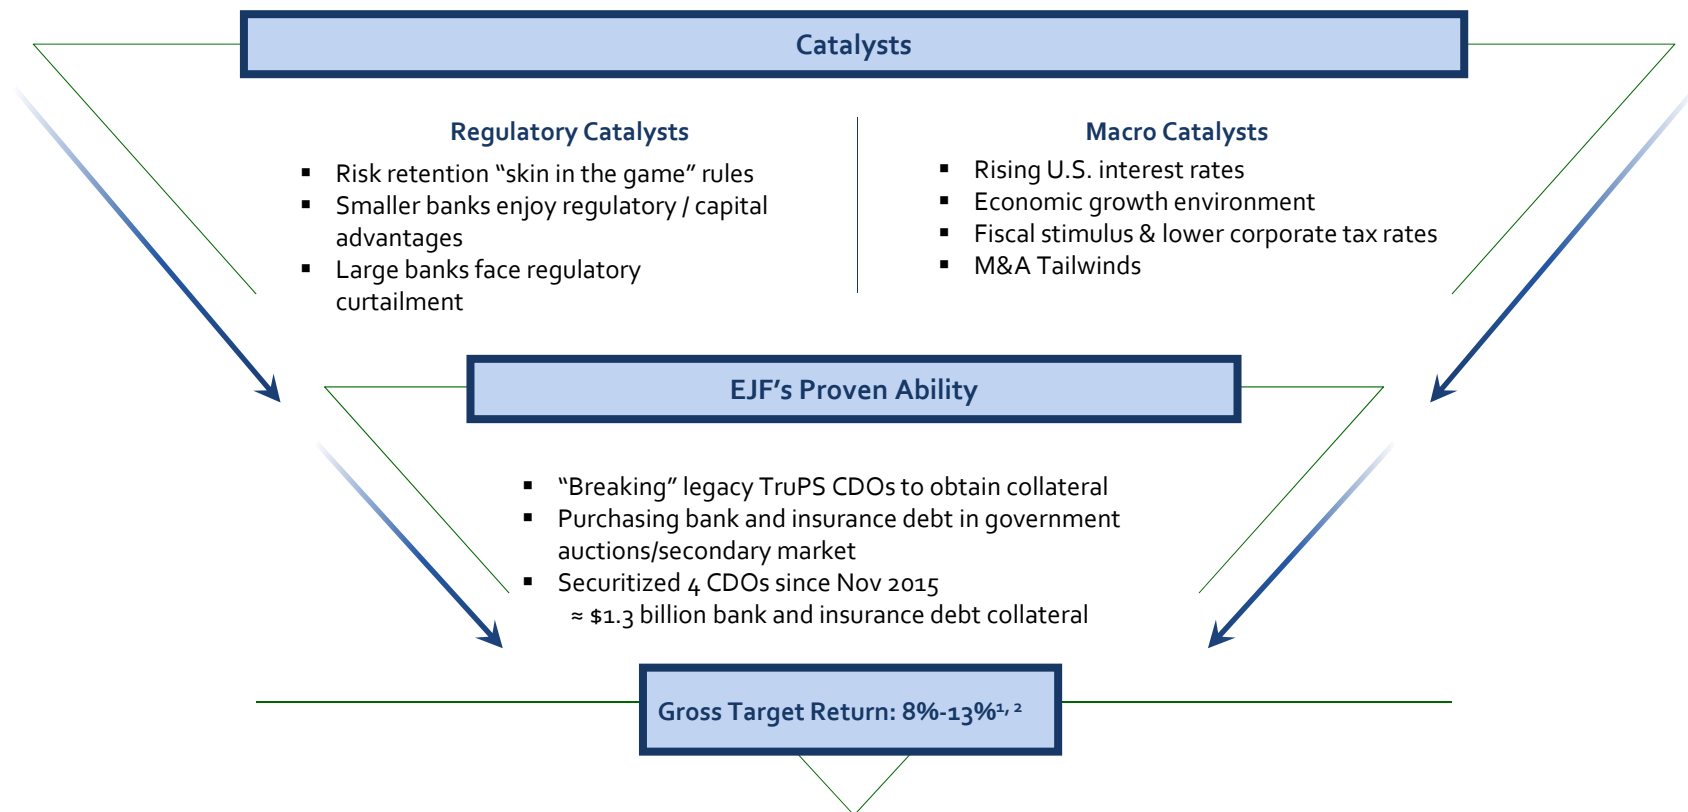 Catalysts
Regulatory Catalysts
▪ Risk retention “skin in the game” rules
▪ Smaller banks enjoy regulatory / capital
advantages
▪ Large banks face regulatory
curtailment
Macro Catalysts
▪ Rising U.S. interest rates
▪ Economic growth environment
▪ Fiscal stimulus & lower corporate tax rates
▪ M&A Tailwinds
EJF’s Proven Ability
▪ “Breaking” legacy TruPS CDOs to obtain collateral
▪ Purchasing bank and insurance debt in government
auctions/secondary market
▪ Securitized 4 CDOs since Nov 2015
≈ $1.3 billion bank and insurance debt collateral
Gross Target Return: 8%-13%¹, ²